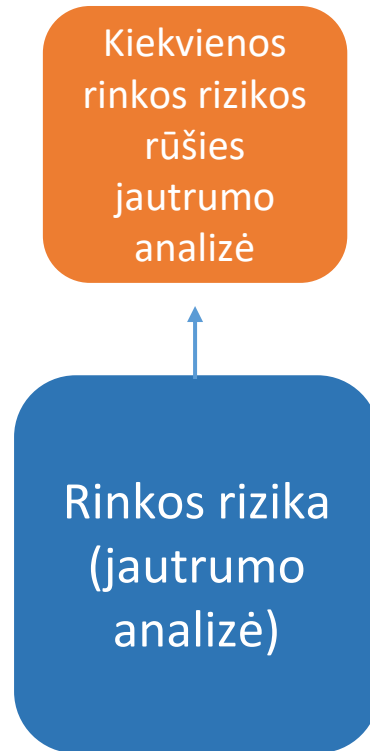 Kiekvienos
rinkos rizikos
rūšies
jautrumo
analizė
Rinkos rizika
(jautrumo
analizė)